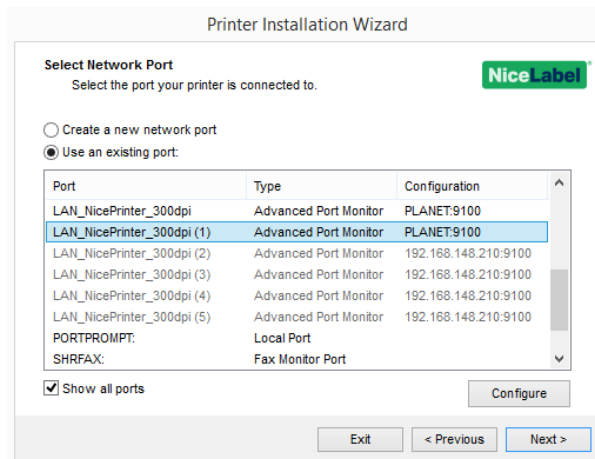 Printer Installation Wizard
Select Network Port
Select the port your printer is connected to.
NiceLabel
Create a new network port
Use an existing port:
Port Type Configuration
LAN_NicePrinter_300dpi Advanced Port Monitor PLANET:9100
LAN_NicePrinter_300dpi (1) Advanced Port Monitor PLANET:9100
LAN_NicePrinter_300dpi (2) Advanced Port Monitor 192.168.148.210:9100
LAN_NicePrinter_300dpi (3) Advanced Port Monitor 192.168.148.210:9100
LAN_NicePrinter_300dpi (4) Advanced Port Monitor 192.168.148.210:9100
LAN_NicePrinter_300dpi (5) Advanced Port Monitor 192.168.148.210:9100
PORTPROMPT: Local Port
SHRFAX: Fax Monitor Port
Show all ports
Configure
Exit < Previous Next >